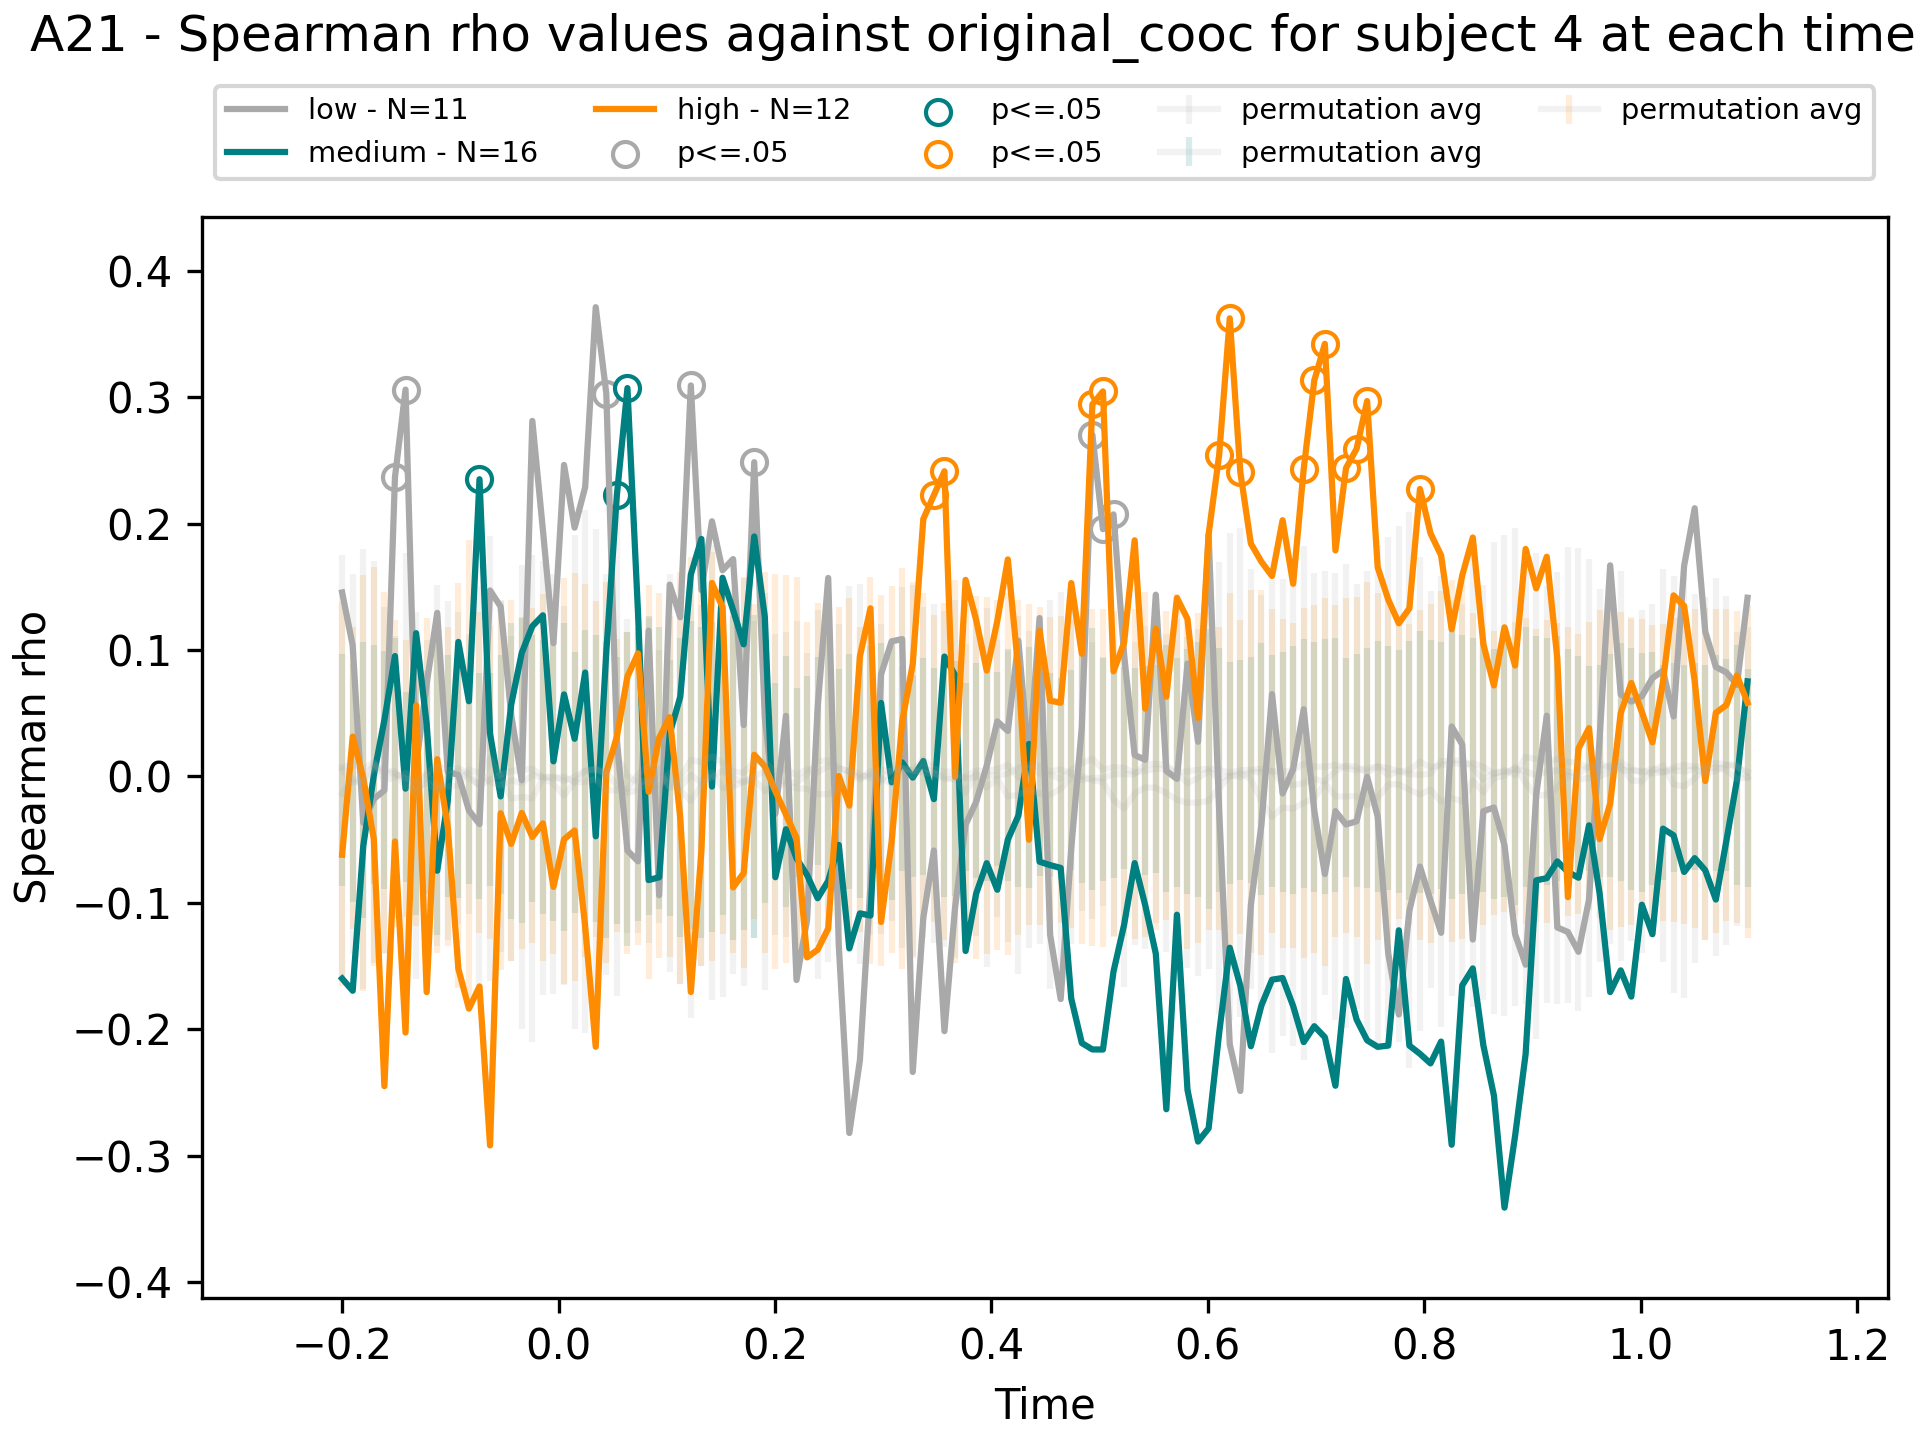 A21 - Spearman rho values against original_cooc for subject 4 at each time
low - N=11
medium - N=16
high - N=12
p<=.05
p<=.05
p<=.05
permutation avg
permutation avg
permutation avg
Spearman rho
0.4
0.3
0.2
0.1
0.0
−0.1
−0.2
−0.3
−0.4
−0.2 0.0 0.2 0.4 0.6 0.8 1.0 1.2
Time